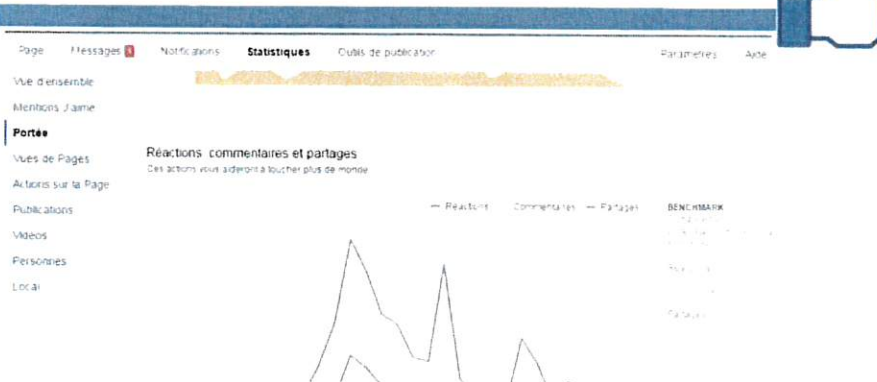 Page Messages Notifications Statistiques Outils de publication Paramètres Aide
Vue d'ensemble
Mentions J'aime
Portée
Vues de Pages
Actions sur la Page
Publications
Vidéos
Personnes
Local
Réactions, commentaires et partages
Ces actions vous aideront à toucher plus de monde.
Réactions Commentaires Partages
BENCHMARK
Partages